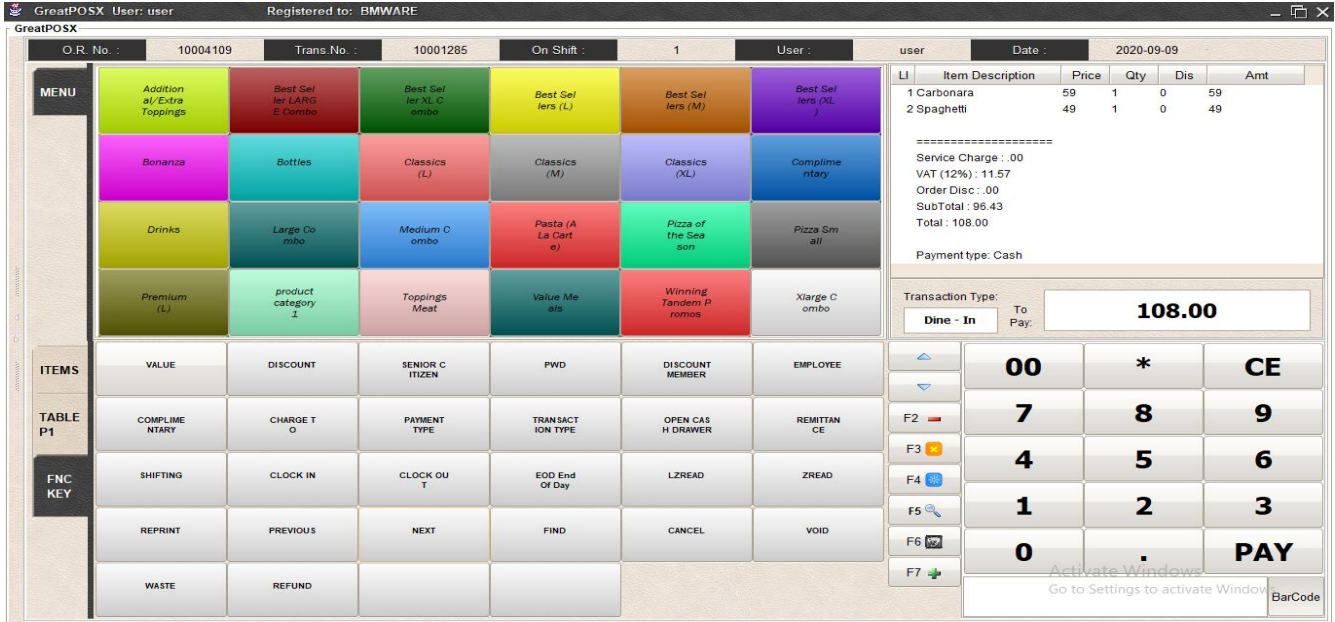 GreatPOSX User: user Registered to: BMWARE
GreatPOSX
O.R. No. : 10004109 Trans.No. : 10001285 On Shift : 1 User : user Date : 2020-09-09
MENU
Addition
al/Extra
Toppings
Best Sel
ler LARG
E Combo
Best Sel
ler XL C
ombo
Best Sel
lers (L)
Best Sel
lers (M)
Best Sel
lers (XL
)
Bonanza
Bottles
Classics
(L)
Classics
(M)
Classics
(XL)
Complime
ntary
Drinks
Large Co
mbo
Medium C
ombo
Pasta (A
La Cart
e)
Pizza of
the Sea
son
Pizza Sm
all
Premium
(L)
product
category
1
Toppings
Meat
Value Me
als
Winning
Tandem P
romos
Xlarge C
ombo
LI Item Description Price Qty Dis Amt
1 Carbonara 59 1 0 59
2 Spaghetti 49 1 0 49
====================
Service Charge : .00
VAT (12%) : 11.57
Order Disc : .00
SubTotal : 96.43
Total : 108.00
Payment type: Cash
Transaction Type:
Dine - In
To
Pay:
108.00
ITEMS
TABLE
P1
FNC
KEY
VALUE
DISCOUNT
SENIOR C
ITIZEN
PWD
DISCOUNT
MEMBER
EMPLOYEE
COMPLIME
NTARY
CHARGE T
O
PAYMENT
TYPE
TRANSACT
ION TYPE
OPEN CAS
H DRAWER
REMITTAN
CE
SHIFTING
CLOCK IN
CLOCK OU
T
EOD End
Of Day
LZREAD
ZREAD
REPRINT
PREVIOUS
NEXT
FIND
CANCEL
VOID
WASTE
REFUND
F2
F3
F4
F5
F6
F7
00 * CE
7 8 9
4 5 6
1 2 3
0 . PAY
Activate Windows
Go to Settings to activate Windows
BarCode